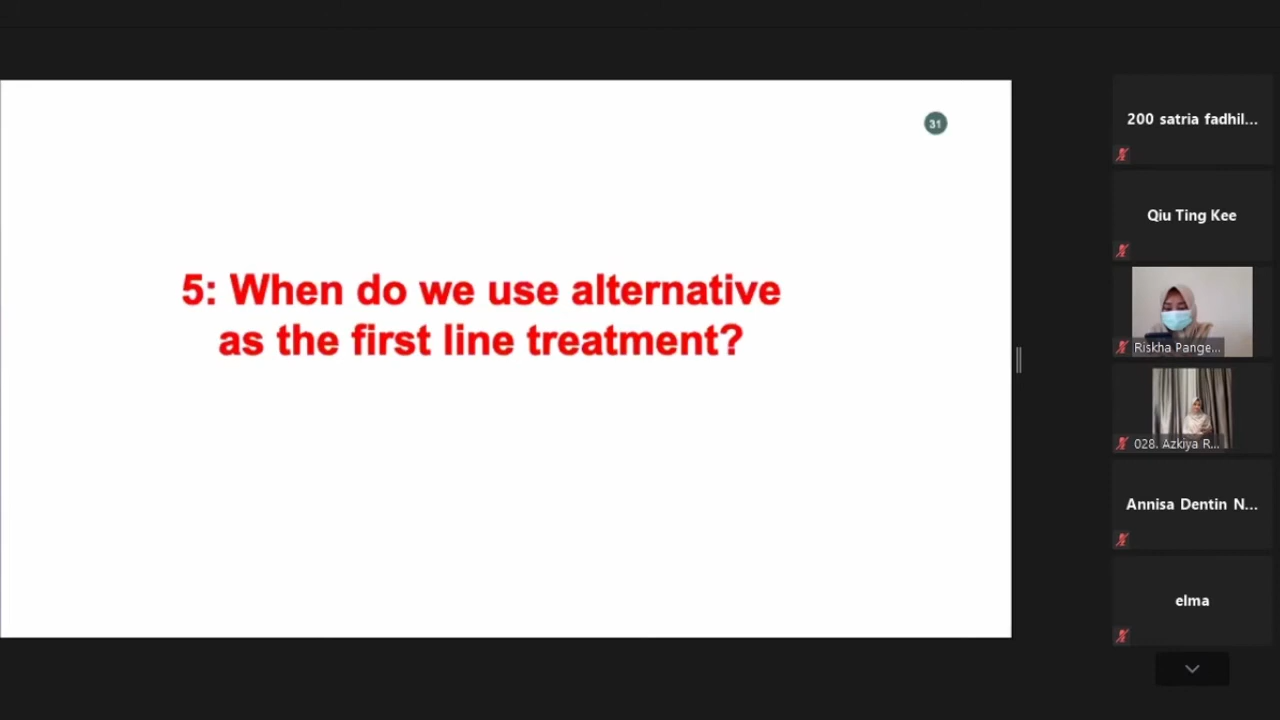 31
5: When do we use alternative
as the first line treatment?
200 satria fadhil...
Qiu Ting Kee
Riskha Pange...
028. Azkiya R...
Annisa Dentin N...
elma